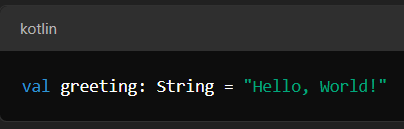 kotlin
val greeting: String = "Hello, World!"